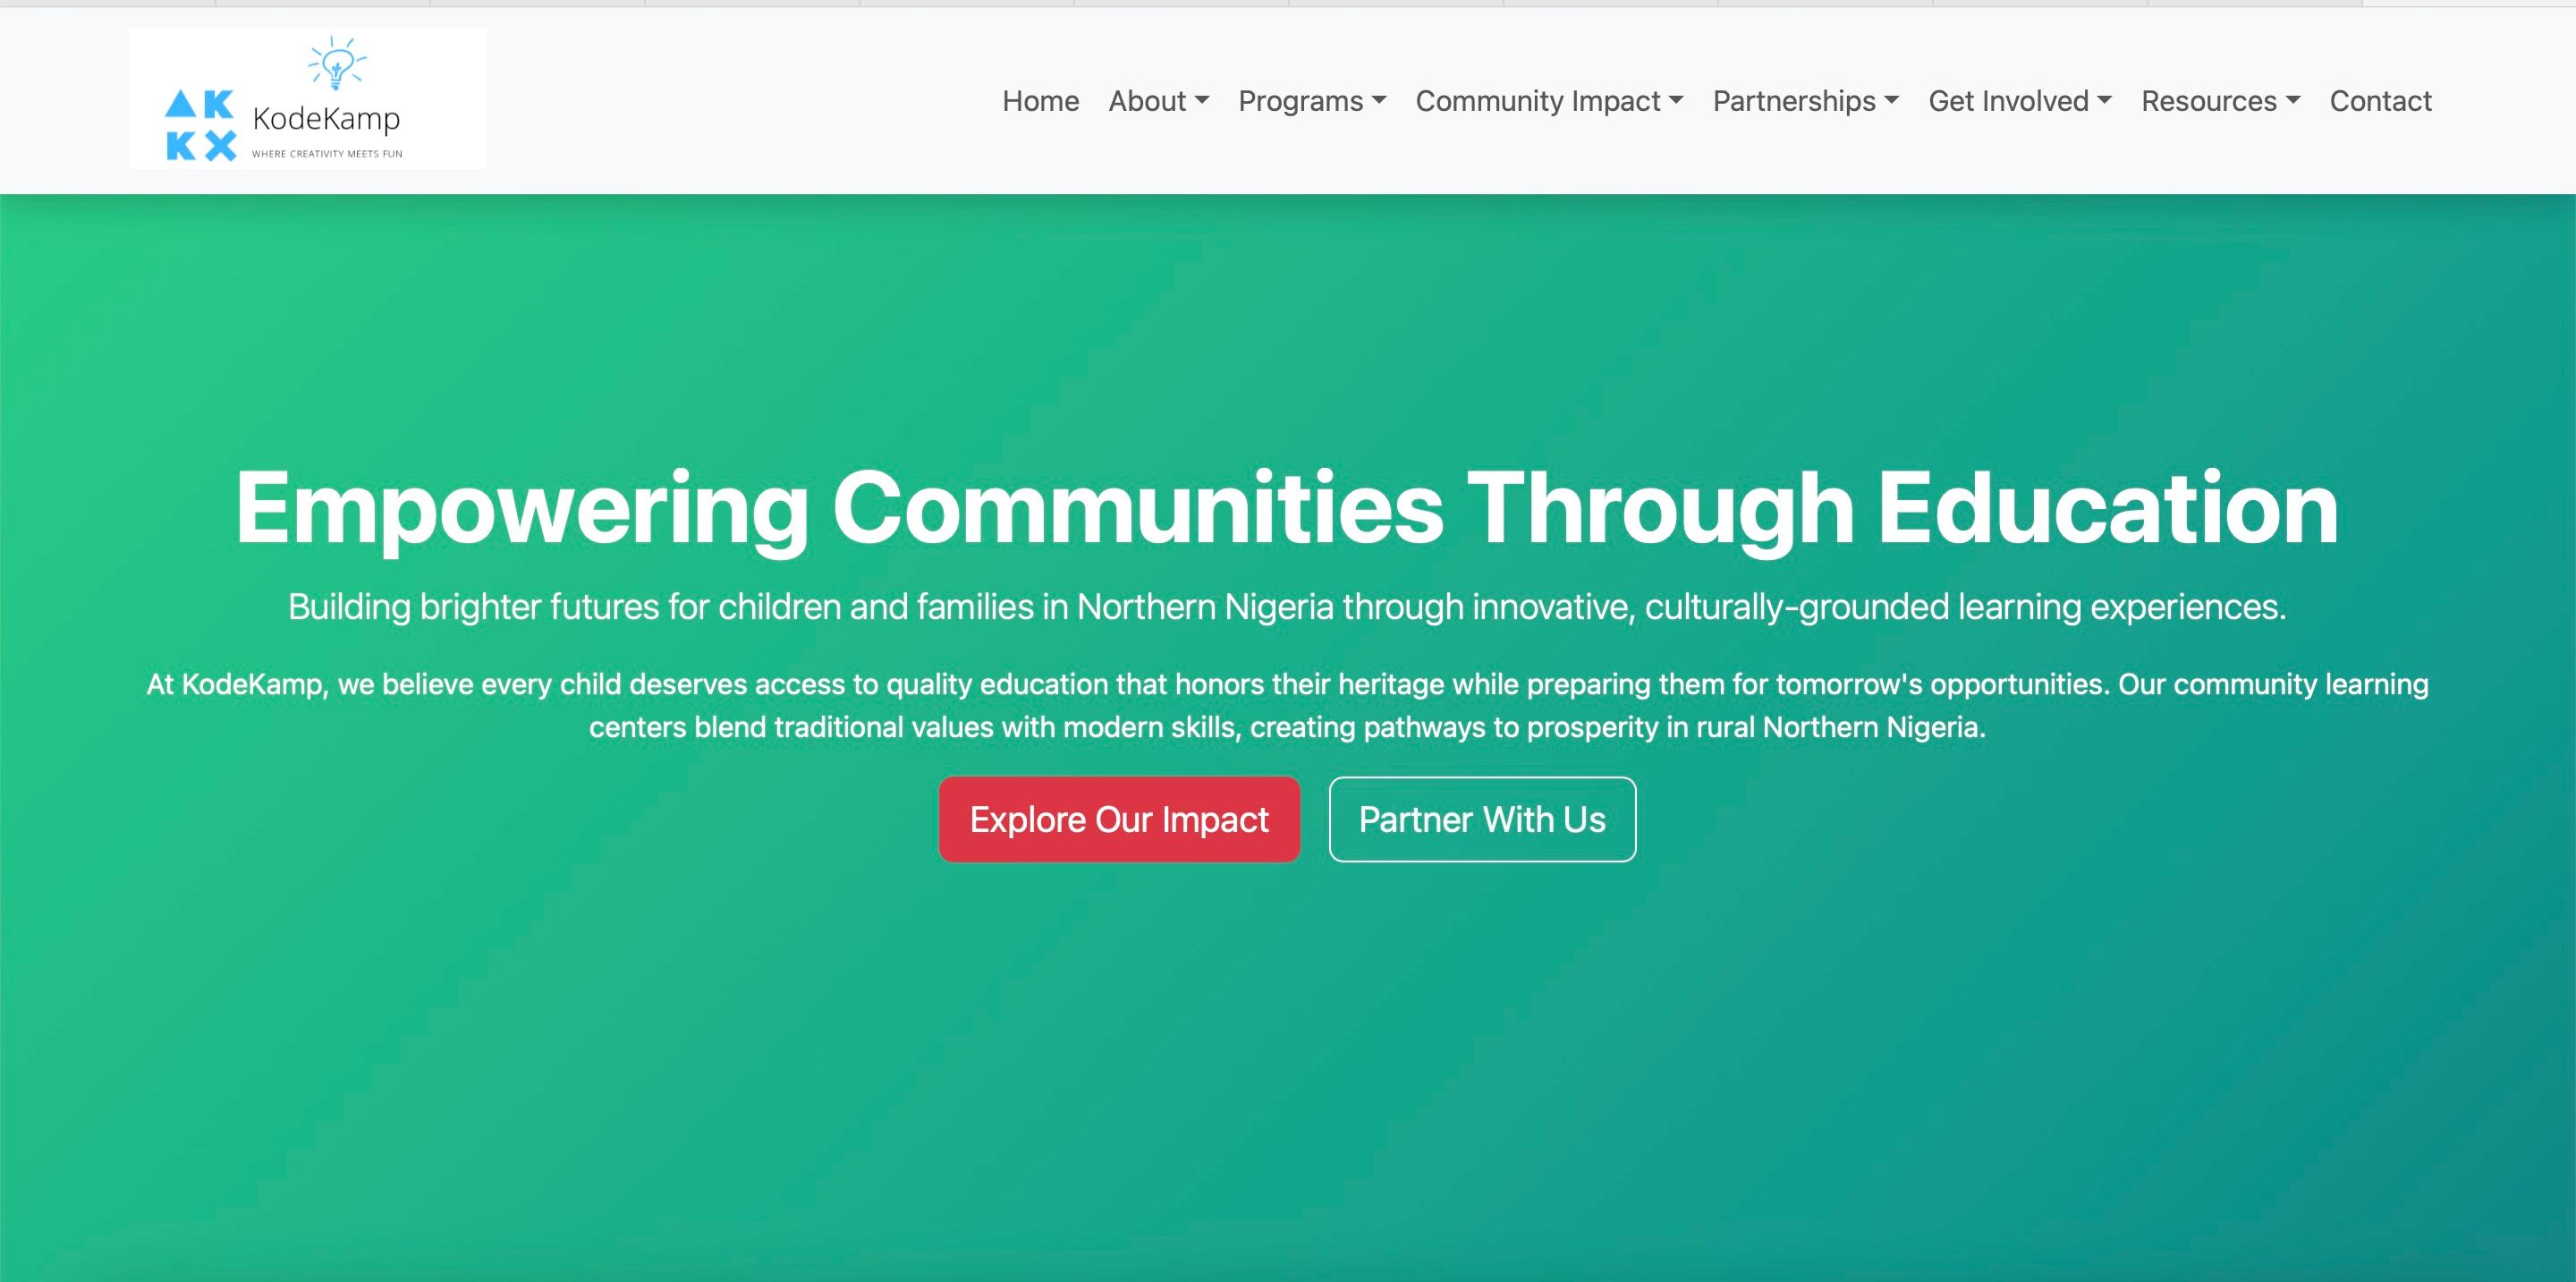 AK
KX
KodeKamp
WHERE CREATIVITY MEETS FUN
Home About Programs Community Impact Partnerships Get Involved Resources Contact
Empowering Communities Through Education
Building brighter futures for children and families in Northern Nigeria through innovative, culturally-grounded learning experiences.
At KodeKamp, we believe every child deserves access to quality education that honors their heritage while preparing them for tomorrow's opportunities. Our community learning
centers blend traditional values with modern skills, creating pathways to prosperity in rural Northern Nigeria.
Explore Our Impact Partner With Us